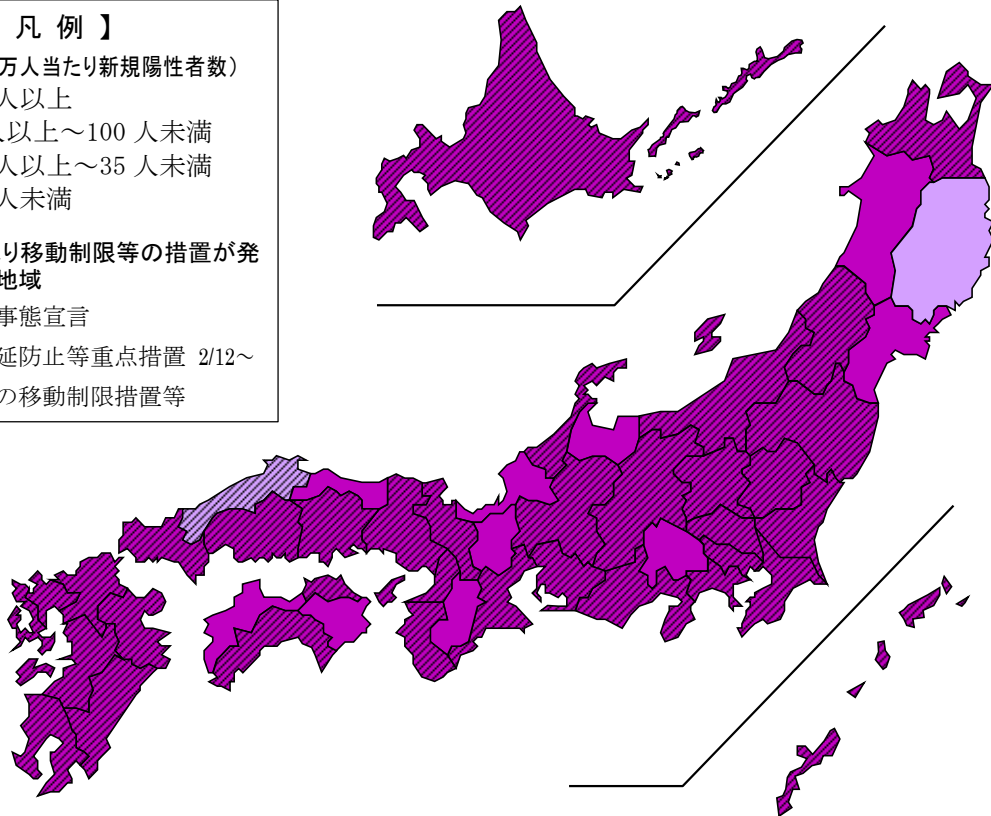 凡 例 】
万人当たり新規陽性者数）
人以上
人以上～100 人未満
人以上～35 人未満
人未満
り移動制限等の措置が発
地域
事態宣言
延防止等重点措置 2/12～
の移動制限措置等